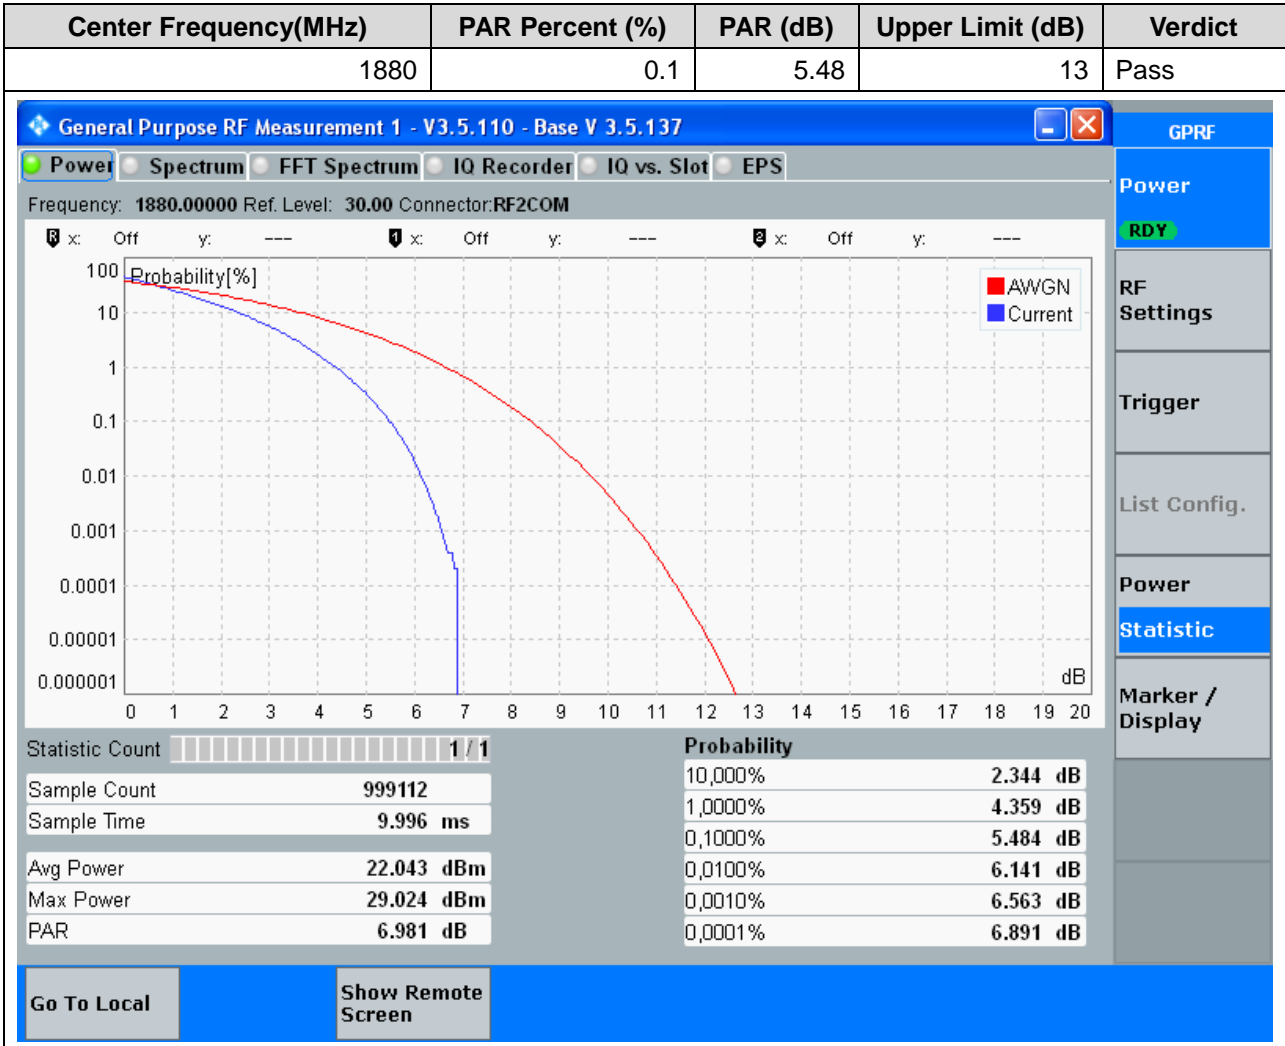 Center Frequency(MHz) PAR Percent (%) PAR (dB) Upper Limit (dB) Verdict
1880 0.1 5.48 13 Pass
General Purpose RF Measurement 1 - V3.5.110 - Base V 3.5.137
GPRF
Power Spectrum FFT Spectrum IQ Recorder IQ vs. Slot EPS
Frequency: 1880.00000 Ref. Level: 30.00 Connector:RF2COM
R x: Off y: --- 1 x: Off y: --- 2 x: Off y: ---
Probability[%]
AWGN
Current
100
10
1
0.1
0.01
0.001
0.0001
0.00001
0.000001
dB
0 1 2 3 4 5 6 7 8 9 10 11 12 13 14 15 16 17 18 19 20
Statistic Count 1 / 1
Sample Count 999112
Sample Time 9.996 ms
Avg Power 22.043 dBm
Max Power 29.024 dBm
PAR 6.981 dB
Probability
10,000% 2.344 dB
1,0000% 4.359 dB
0,1000% 5.484 dB
0,0100% 6.141 dB
0,0010% 6.563 dB
0,0001% 6.891 dB
Power
RDY
RF
Settings
Trigger
List Config.
Power
Statistic
Marker /
Display
Go To Local
Show Remote
Screen